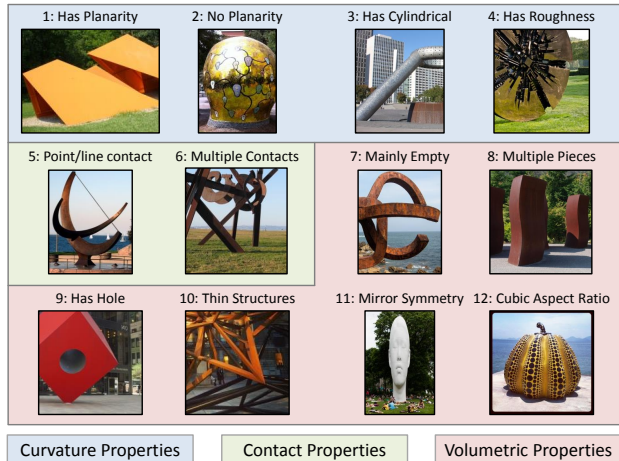 1: Has Planarity
2: No Planarity
3: Has Cylindrical
4: Has Roughness
5: Point/line contact
6: Multiple Contacts
7: Mainly Empty
8: Multiple Pieces
9: Has Hole
10: Thin Structures
11: Mirror Symmetry
12: Cubic Aspect Ratio
Curvature Properties
Contact Properties
Volumetric Properties